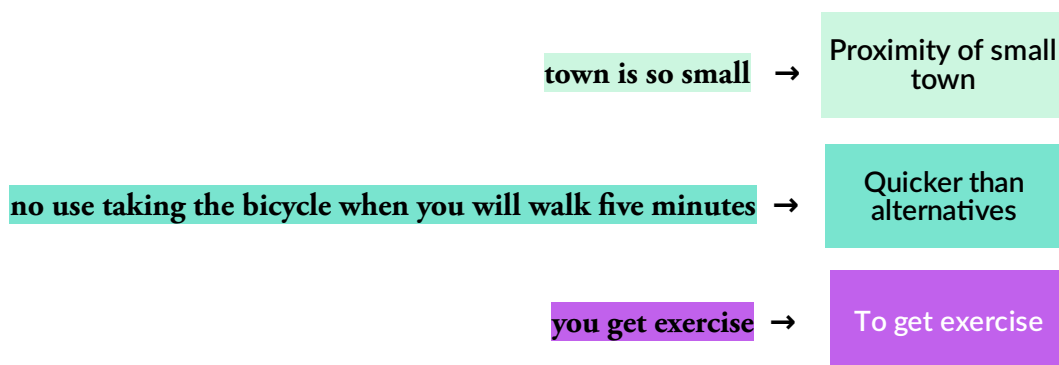 town is so small → Proximity of small
town
no use taking the bicycle when you will walk five minutes → Quicker than
alternatives
you get exercise → To get exercise